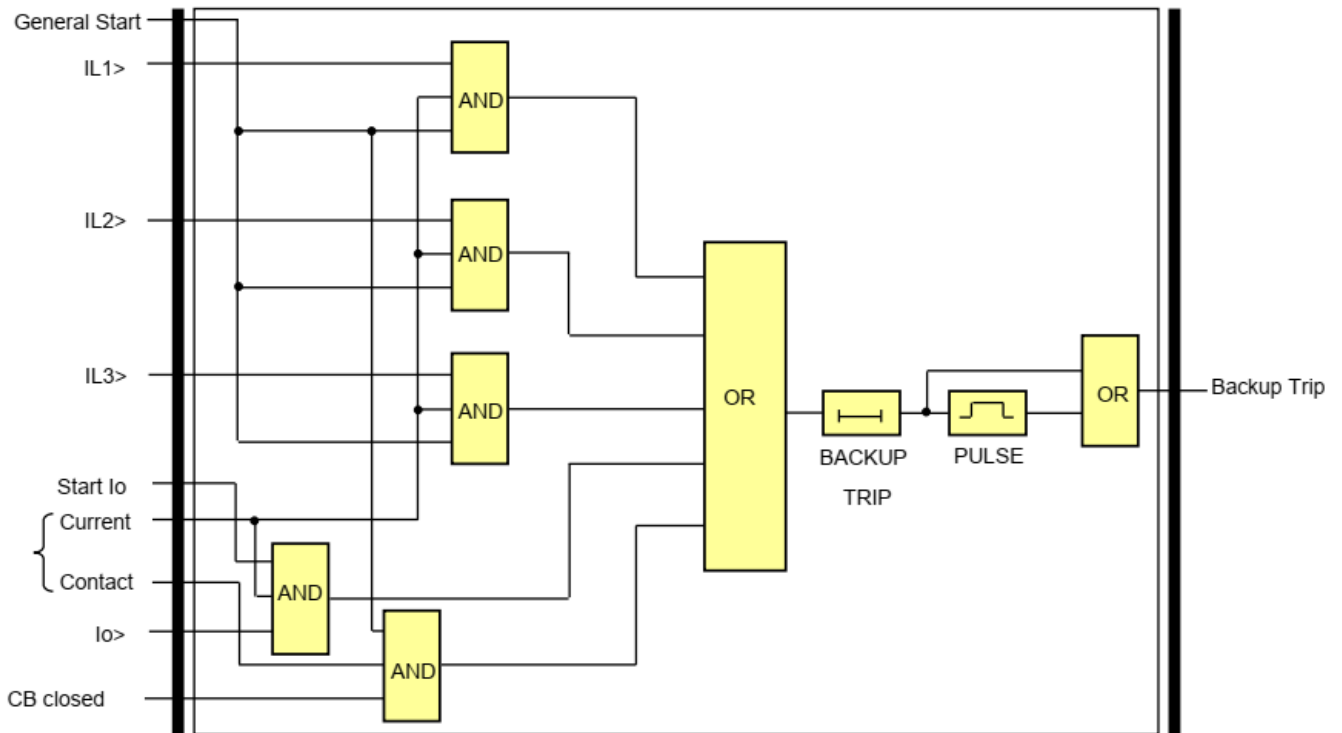 General Start
IL1>
AND
IL2>
AND
IL3>
AND
OR
OR
Backup Trip
BACKUP
TRIP
PULSE
Start Io
Current
Contact
AND
Io>
AND
CB closed